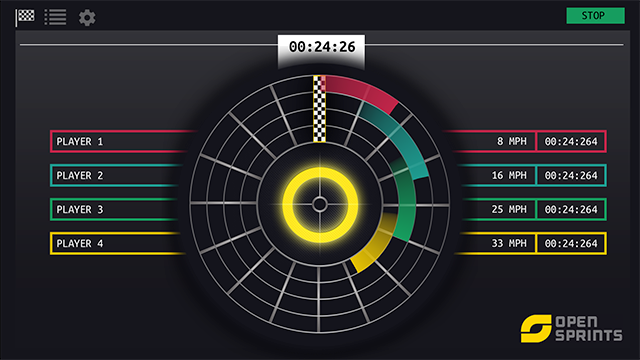 STOP
00:24:26
PLAYER 1 8 MPH 00:24:264
PLAYER 2 16 MPH 00:24:264
PLAYER 3 25 MPH 00:24:264
PLAYER 4 33 MPH 00:24:264
OPEN
SPRINTS